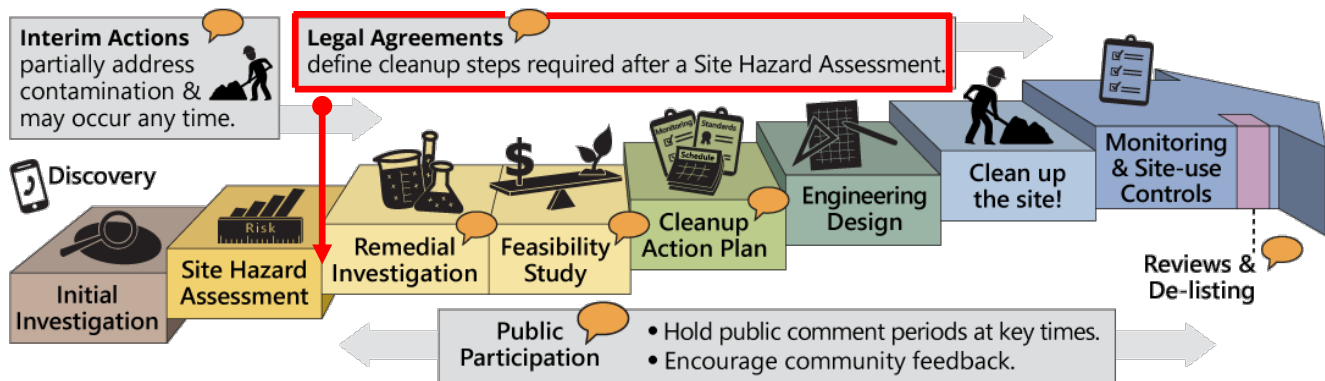 Interim Actions
partially address
contamination &
may occur any time.
Legal Agreements
define cleanup steps required after a Site Hazard Assessment.
Discovery
Initial
Investigation
Risk
Site Hazard
Assessment
Remedial
Investigation
$
Feasibility
Study
Monitoring
Standards
Schedule
Cleanup
Action Plan
Engineering
Design
Clean up
the site!
Monitoring
& Site-use
Controls
Reviews &
De-listing
Public
Participation
• Hold public comment periods at key times.
• Encourage community feedback.